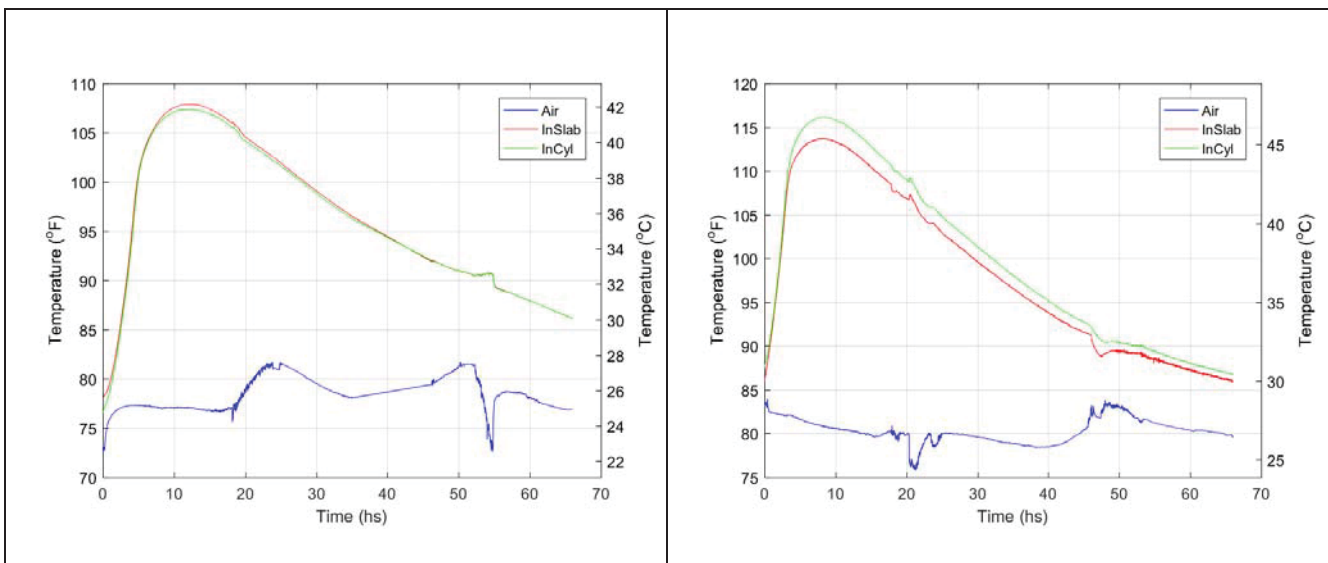 110
105
100
95
90
85
80
75
70
Temperature (°F)
42
40
38
36
34
32
30
28
26
24
22
Temperature (°C)
Air
InSlab
InCyl
0 10 20 30 40 50 60 70
Time (hs)
120
115
110
105
100
95
90
85
80
75
Temperature (°F)
45
40
35
30
25
Temperature (°C)
Air
InSlab
InCyl
0 10 20 30 40 50 60 70
Time (hs)